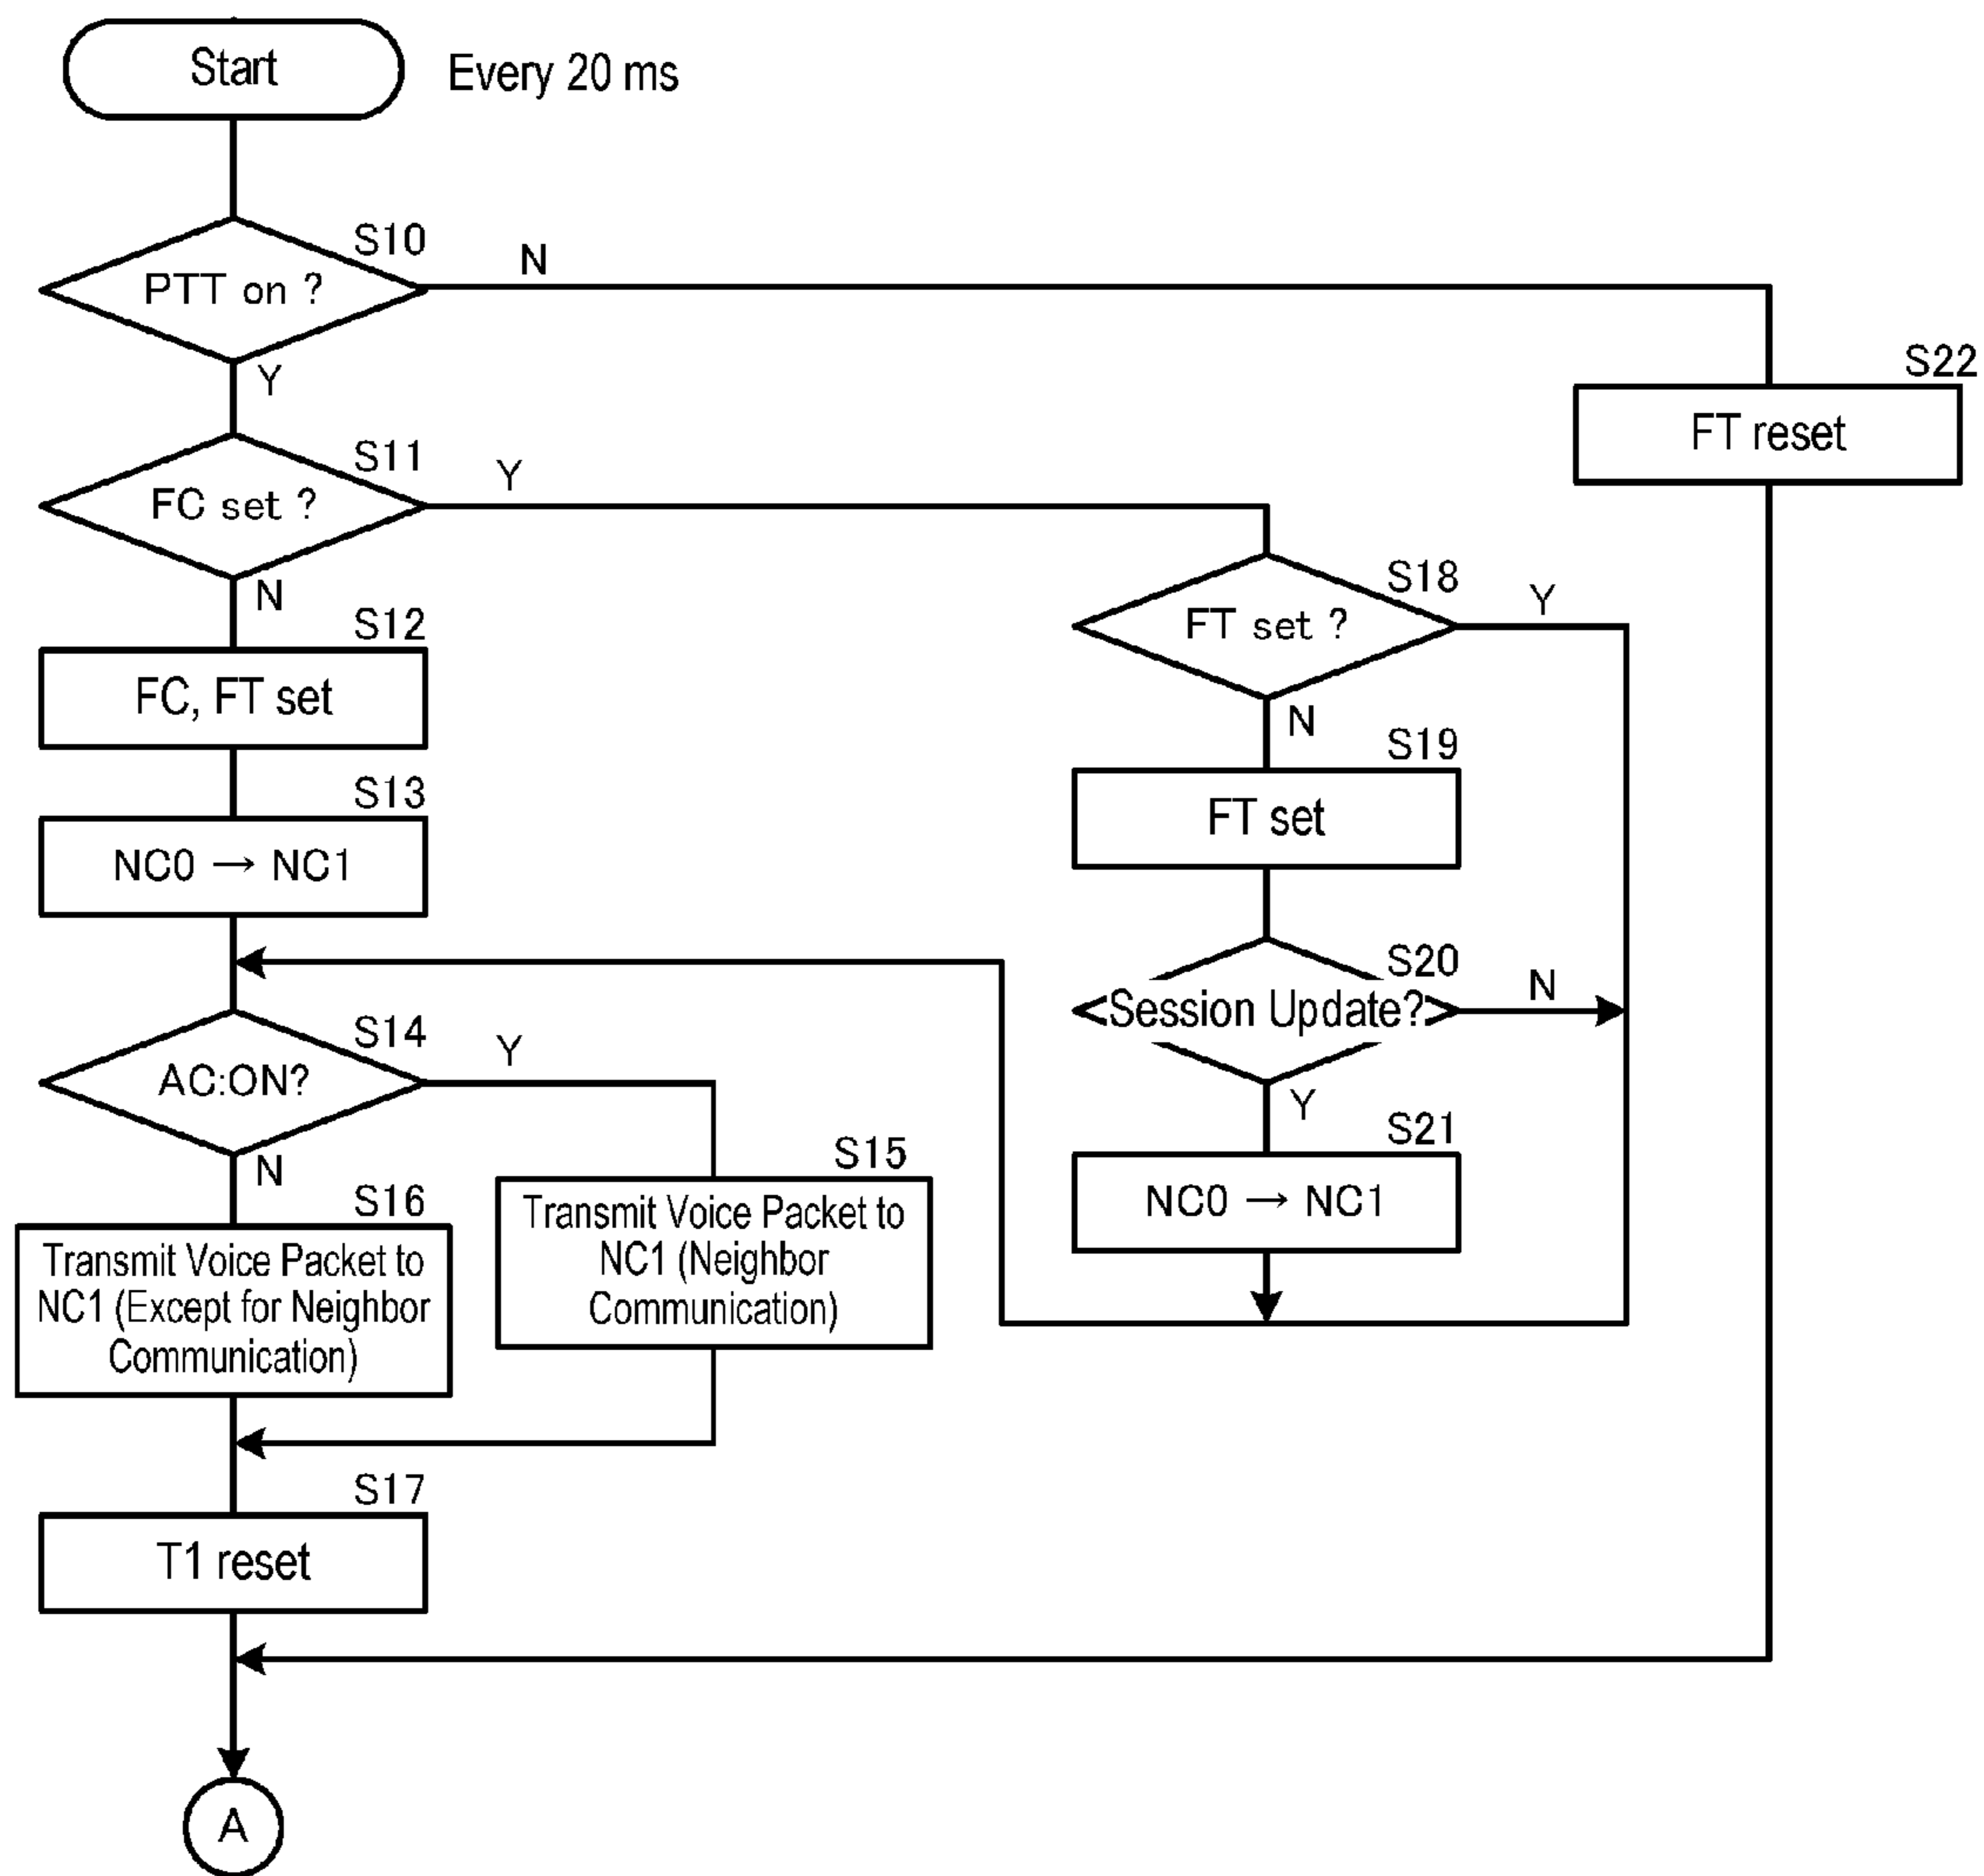 Start
Every 20 ms
S10
PTT on ?
N
Y
S22
FT reset
S11
FC set ?
Y
N
S18
FT set ?
Y
N
S12
FC, FT set
S19
FT set
S13
NC0 → NC1
S20
Session Update?
N
Y
S14
AC:ON?
Y
N
S21
NC0 → NC1
S15
Transmit Voice Packet to
NC1 (Neighbor
Communication)
S16
Transmit Voice Packet to
NC1 (Except for Neighbor
Communication)
S17
T1 reset
A